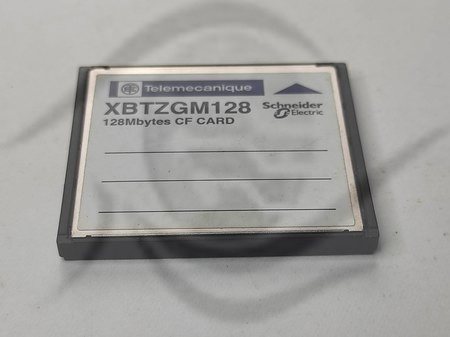 Telemecanique
XBTZGM128
Schneider
Electric
128Mbytes CF CARD